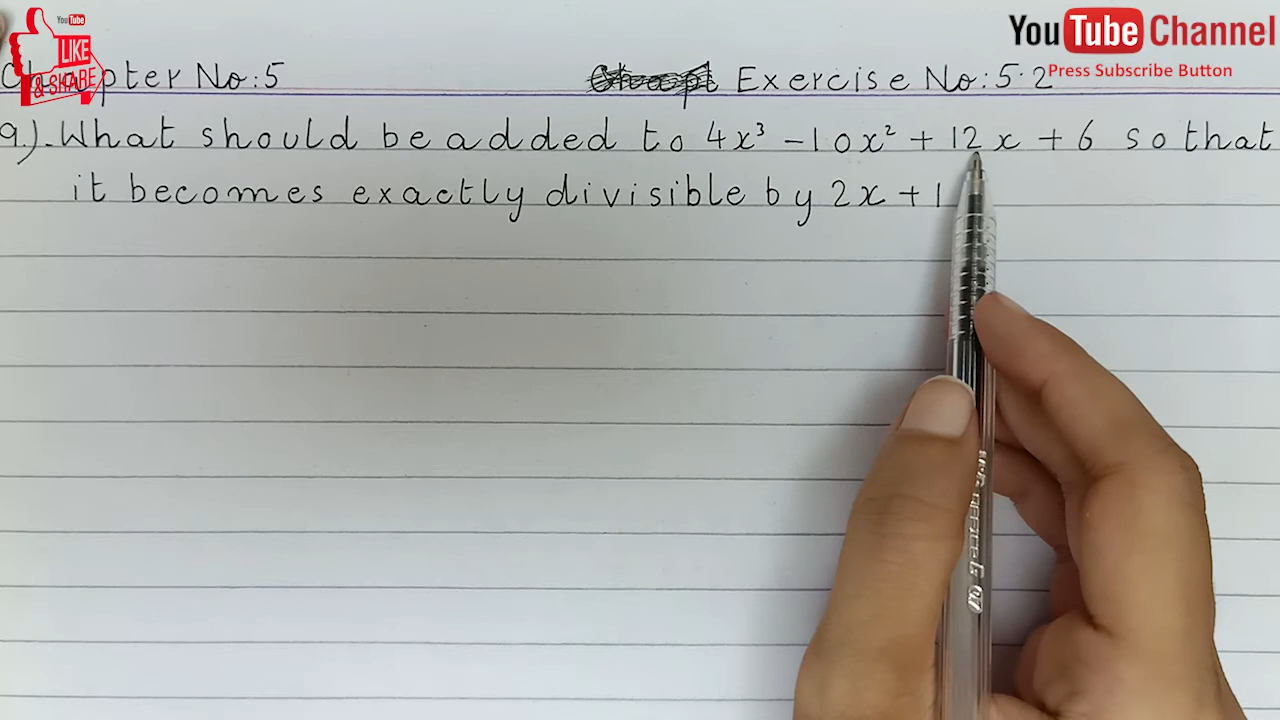 YouTube
LIKE
& SHARE
YouTube Channel
Press Subscribe Button
Chapter No:5 Exercise No:5.2
9.). What should be added to 4x³ -10x² + 12x + 6 so that
it becomes exactly divisible by 2x + 1